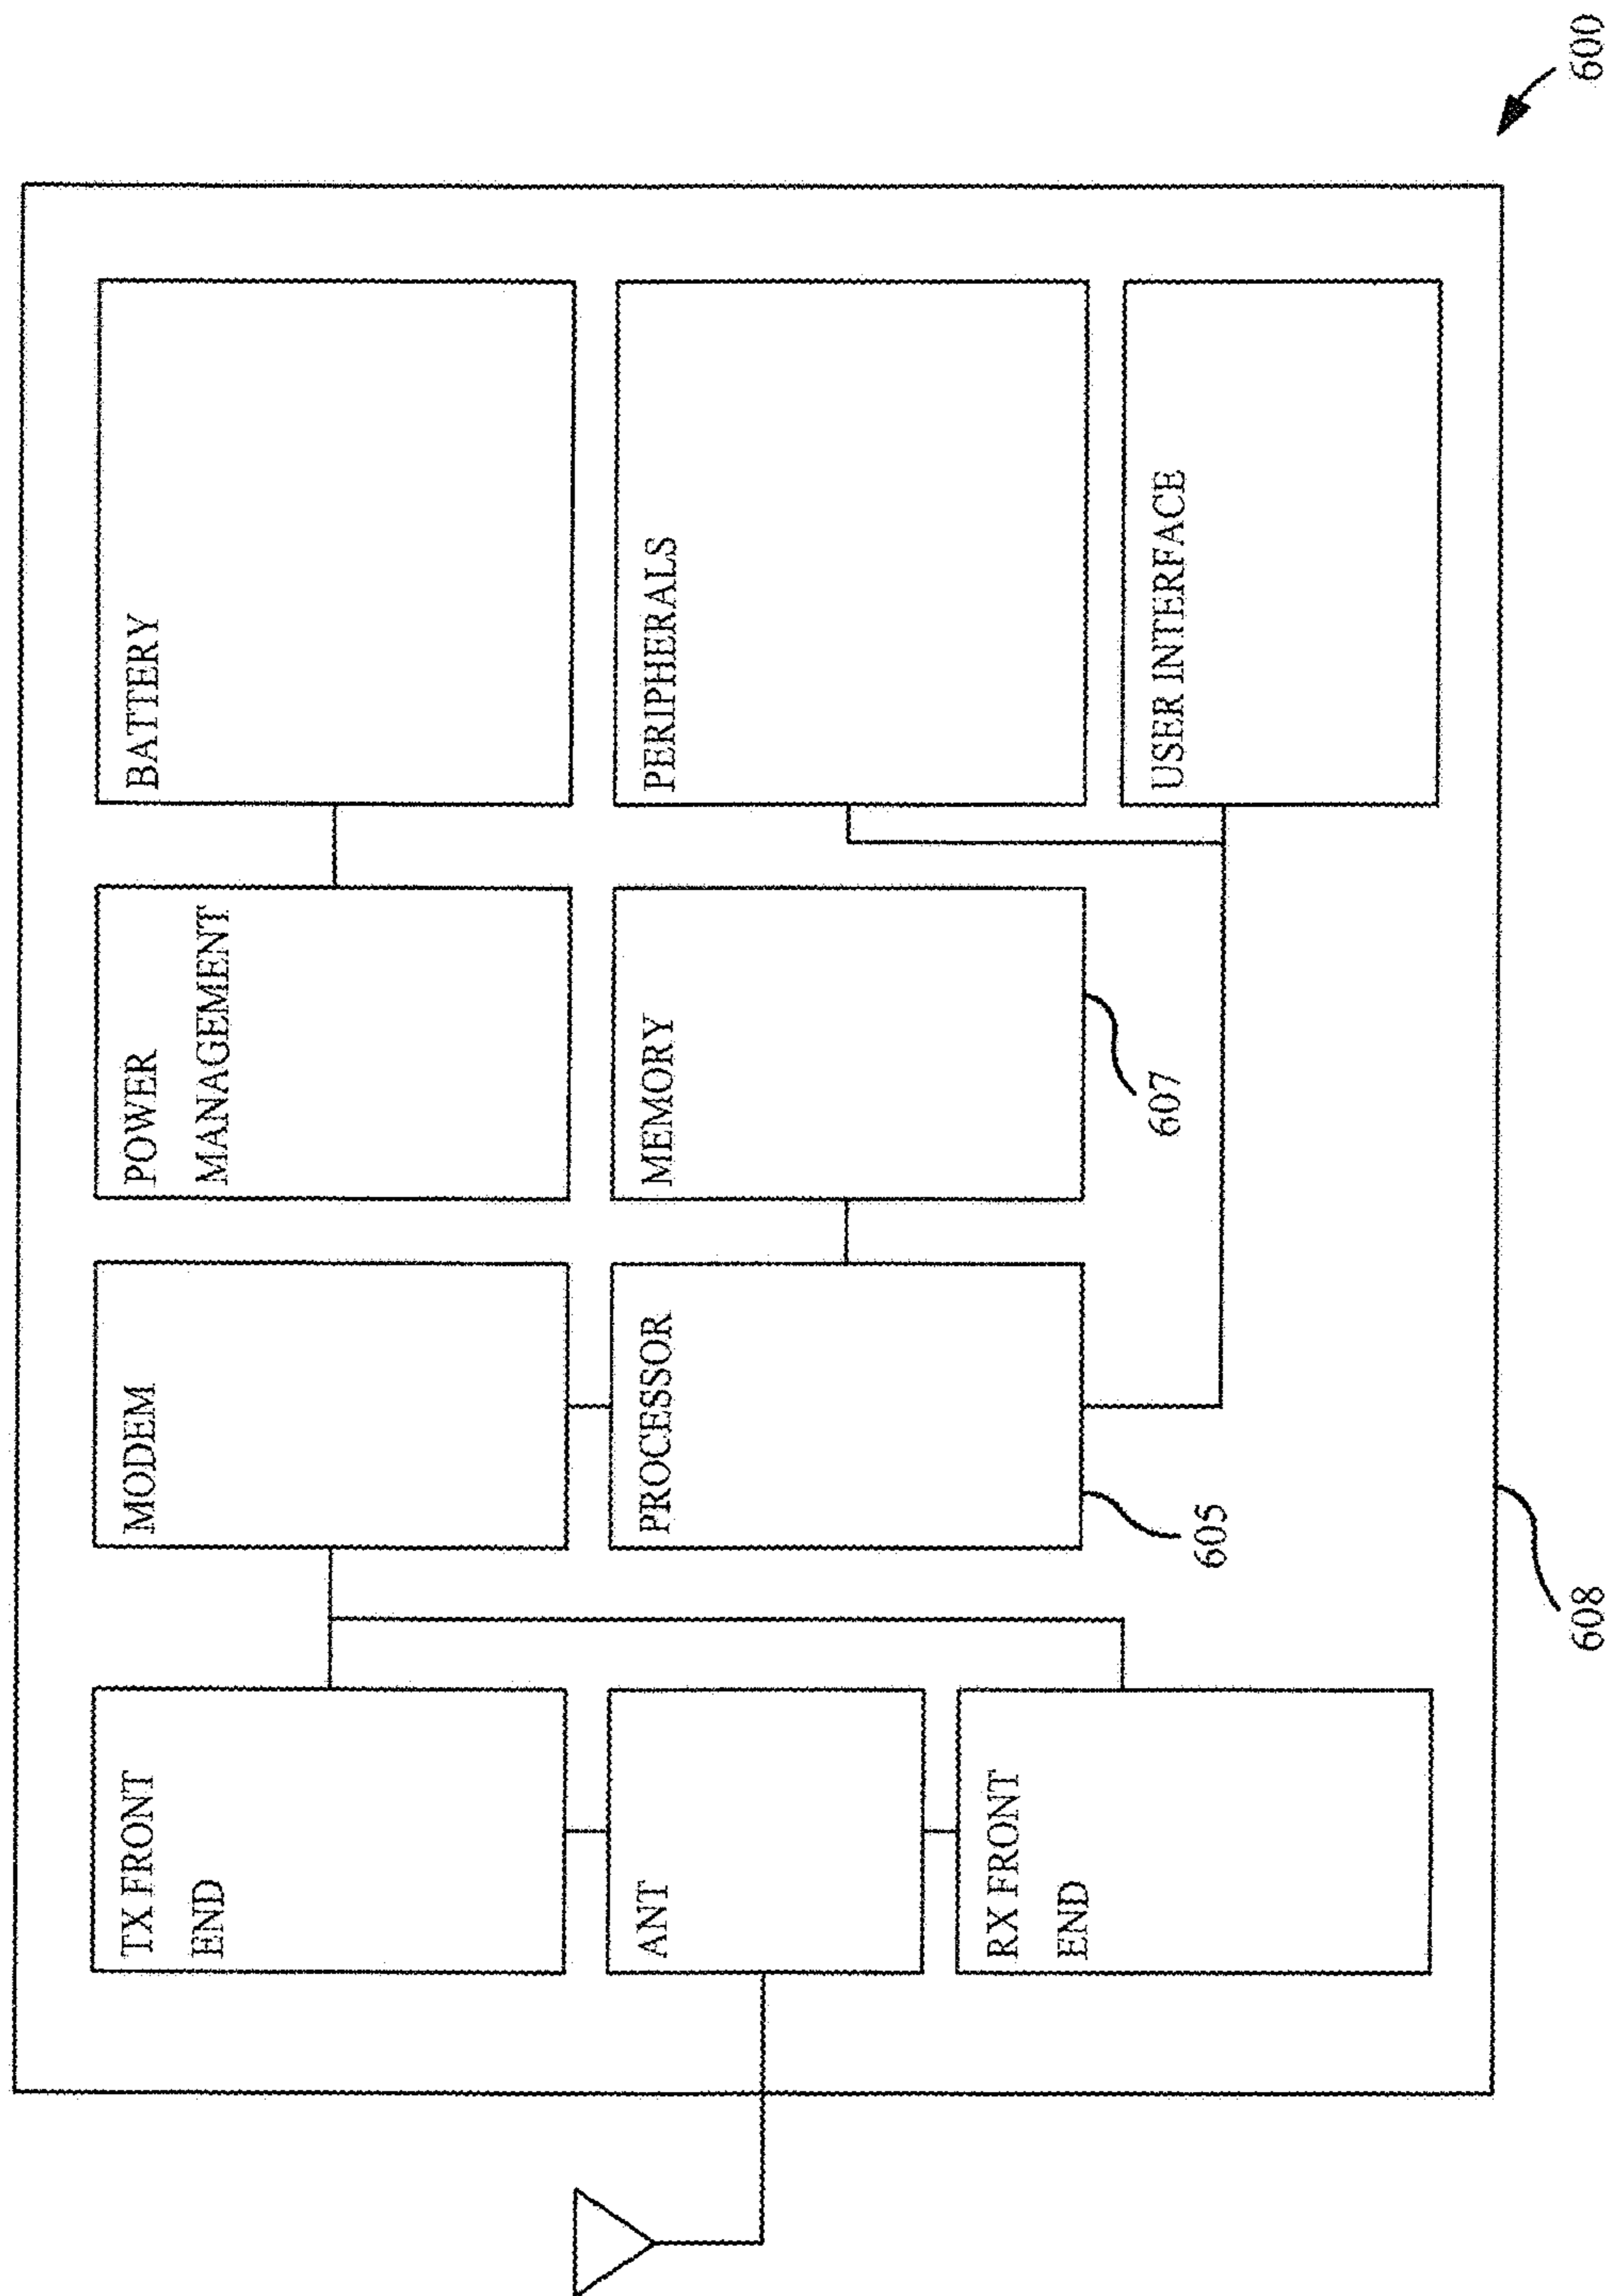 TX FRONT
END
MODEM
POWER
MANAGEMENT
BATTERY
ANT
PROCESSOR
MEMORY
PERIPHERALS
RX FRONT
END
USER INTERFACE
605
607
608
600